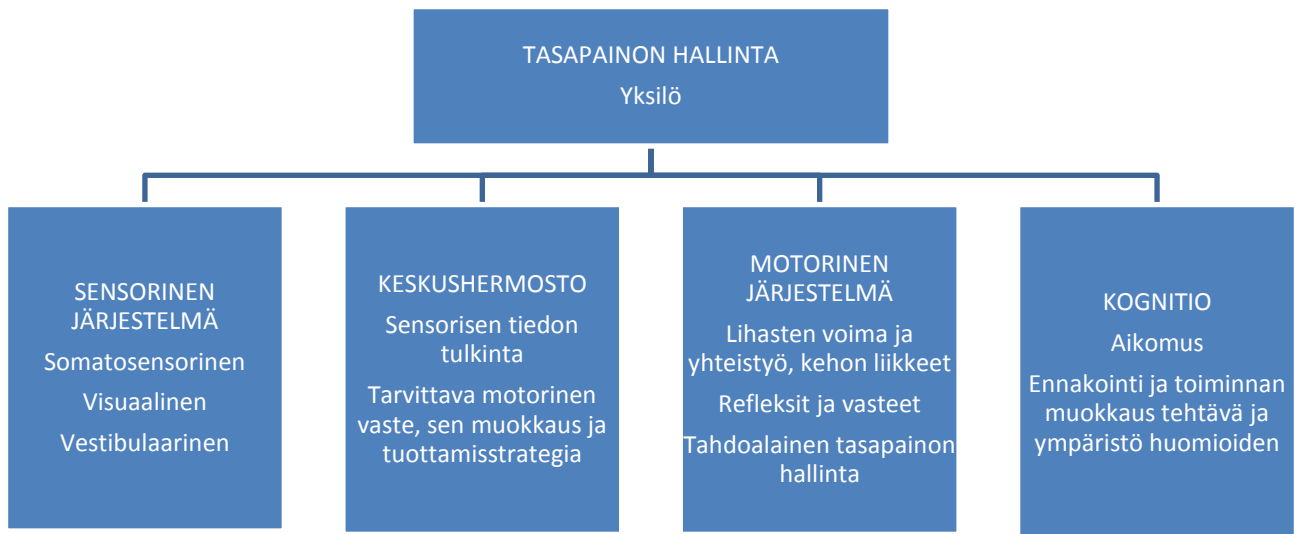 TASAPAINON HALLINTA
Yksilö
SENSORINEN
JÄRJESTELMÄ
Somatosensorinen
Visuaalinen
Vestibulaarinen
KESKUSHERMOSTO
Sensorisen tiedon
tulkinta
Tarvittava motorinen
vaste, sen muokkaus ja
tuottamisstrategia
MOTORINEN
JÄRJESTELMÄ
Lihasten voima ja
yhteistyö, kehon liikkeet
Refleksit ja vasteet
Tahdoalainen tasapainon
hallinta
KOGNITIO
Aikomus
Ennakointi ja toiminnan
muokkaus tehtävä ja
ympäristö huomioiden